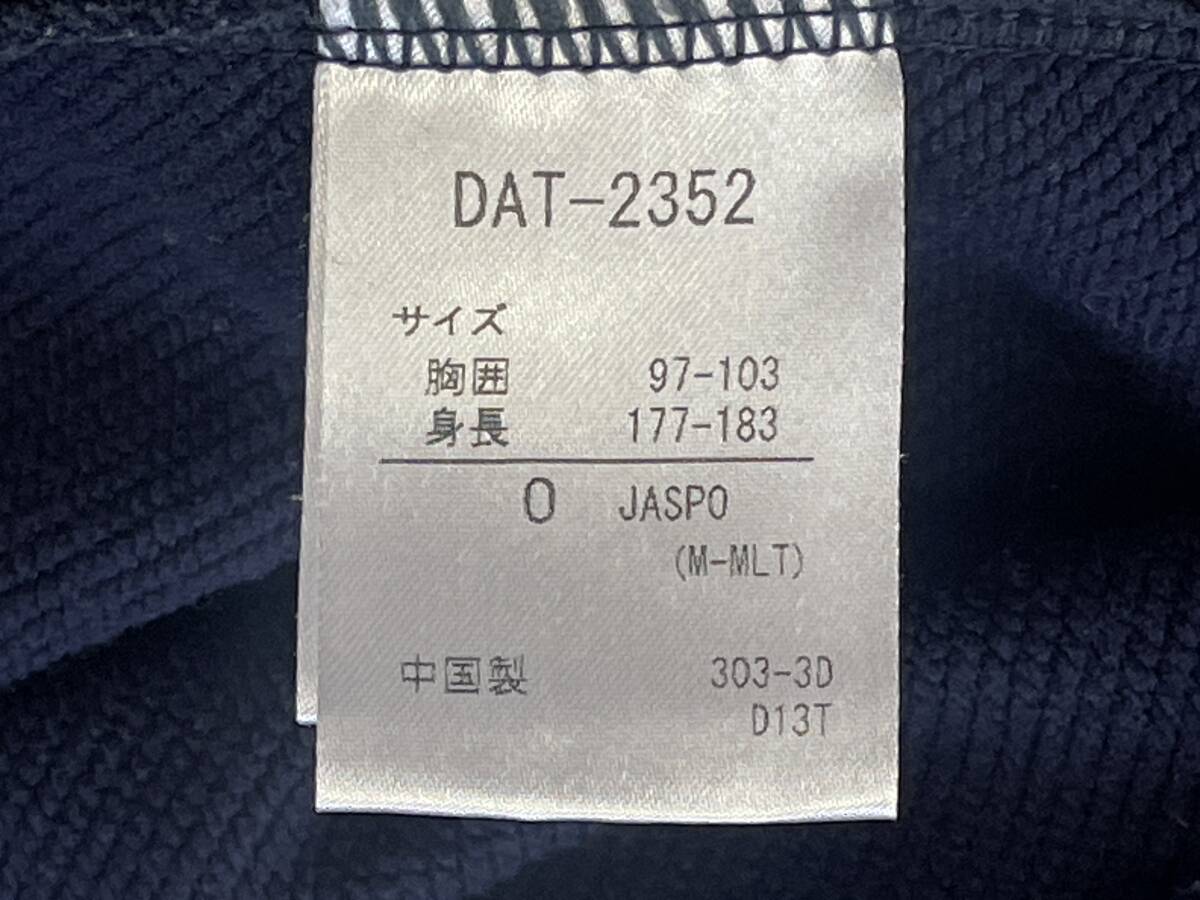 DAT-2352
サイズ
胸囲 97-103
身長 177-183
O JASPO
(M-MLT)
中国製 303-3D
D13T